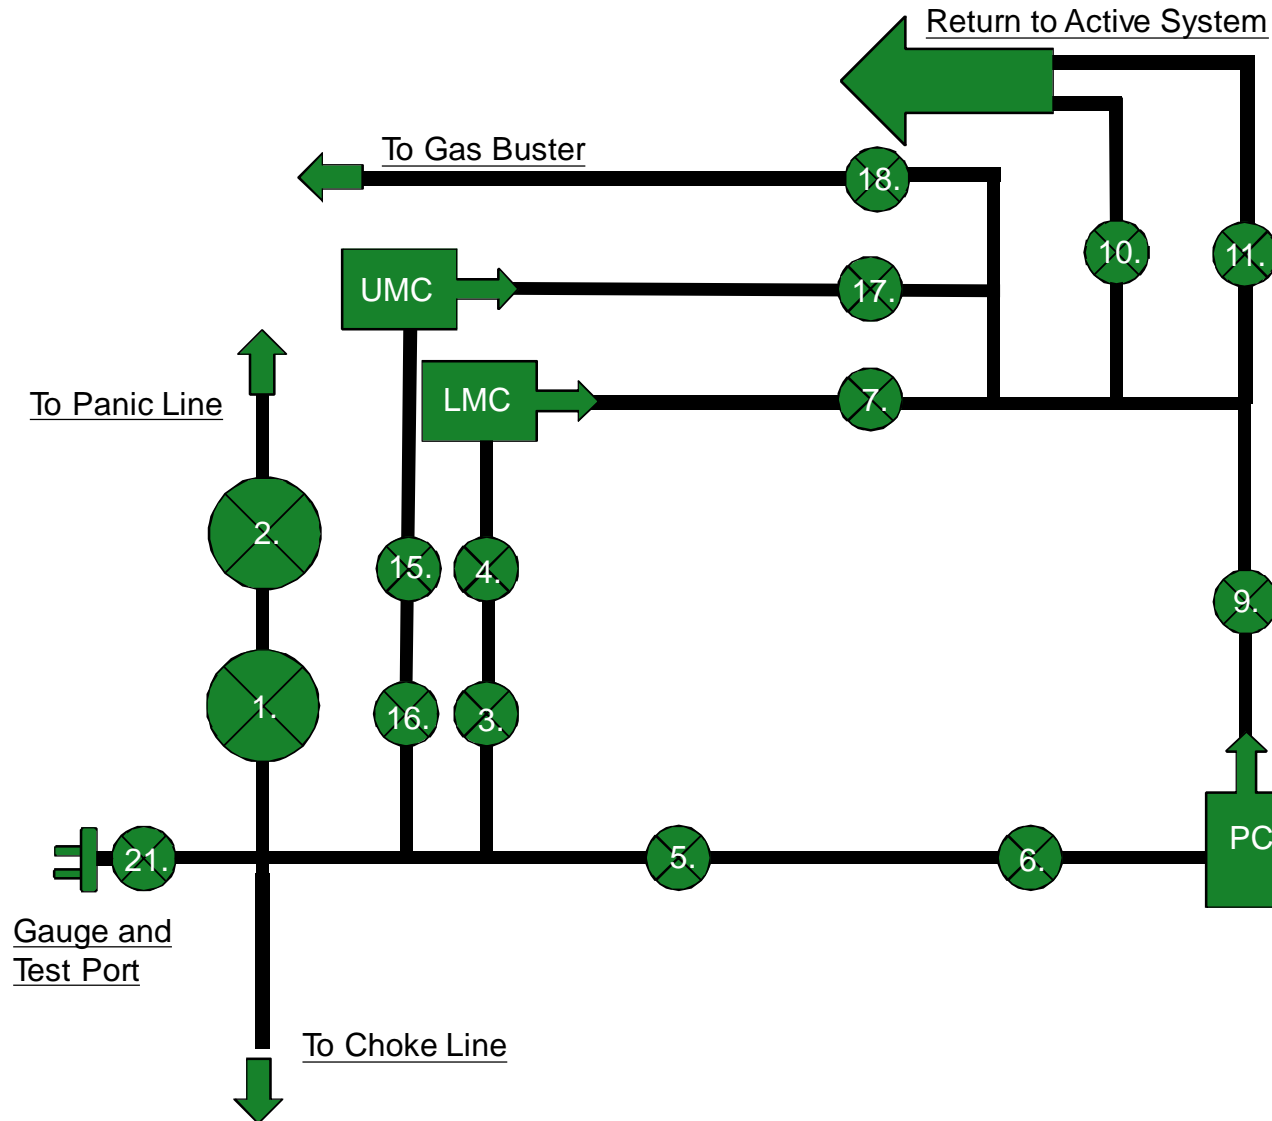 Return to Active System
To Gas Buster
18.
10.
11.
UMC
17.
To Panic Line
LMC
7.
2.
15.
4.
9.
1.
16.
3.
PC
21.
5.
6.
Gauge and
Test Port
To Choke Line